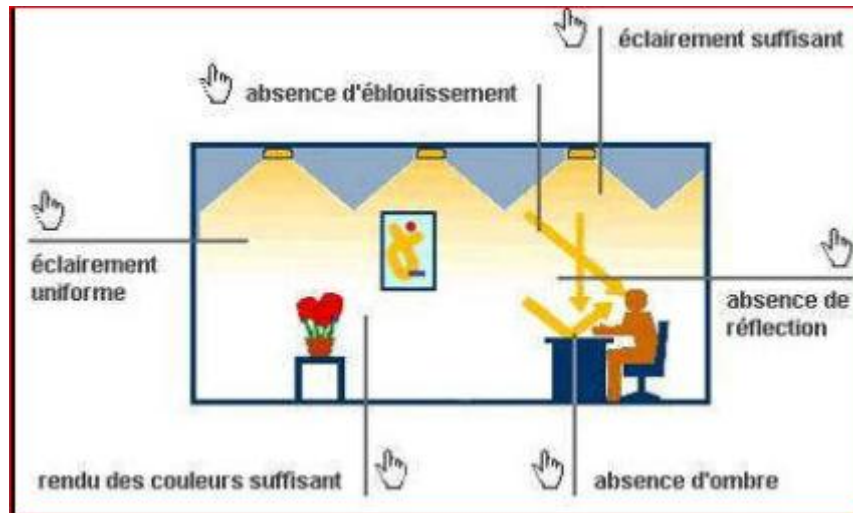 éclairement suffisant
absence d'éblouissement
éclairement
uniforme
absence de
réflection
rendu des couleurs suffisant
absence d'ombre